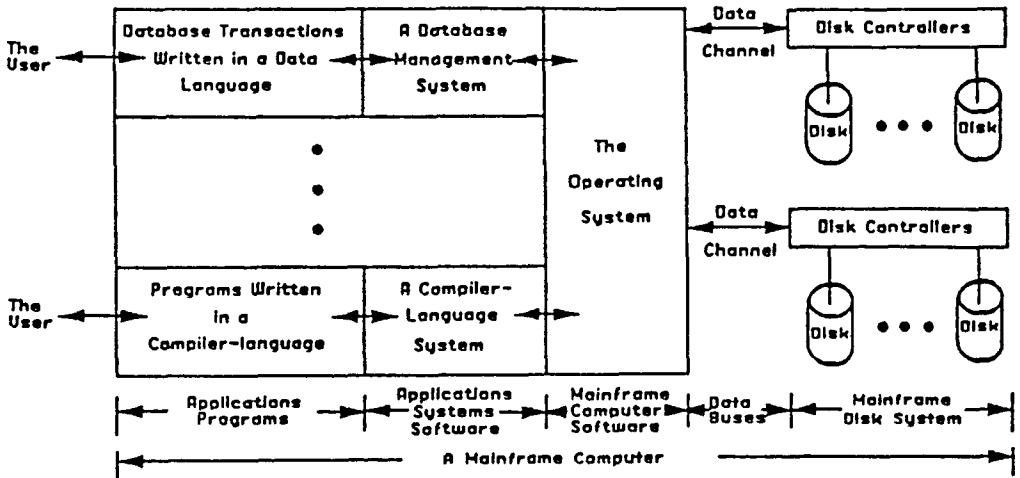 The
User
Database Transactions
Written in a Data
Language
A Database
Management
System
Data
Channel
Disk Controllers
Disk
Disk
The
Operating
System
Data
Channel
Disk Controllers
Disk
Disk
The
User
Programs Written
in a
Compiler-language
A Compiler-
Language
System
Applications
Programs
Applications
Systems
Software
Mainframe
Computer
Software
Data
Buses
Mainframe
Disk System
A Mainframe Computer